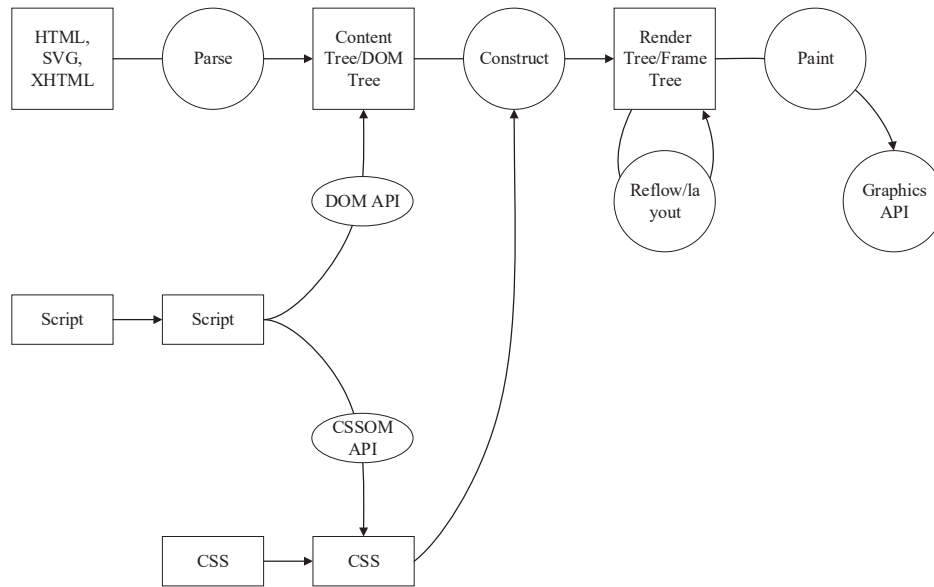 HTML,
SVG,
XHTML
Parse
Content
Tree/DOM
Tree
Construct
Render
Tree/Frame
Tree
Paint
DOM API
Reflow/la
yout
Graphics
API
Script
Script
CSSOM
API
CSS
CSS